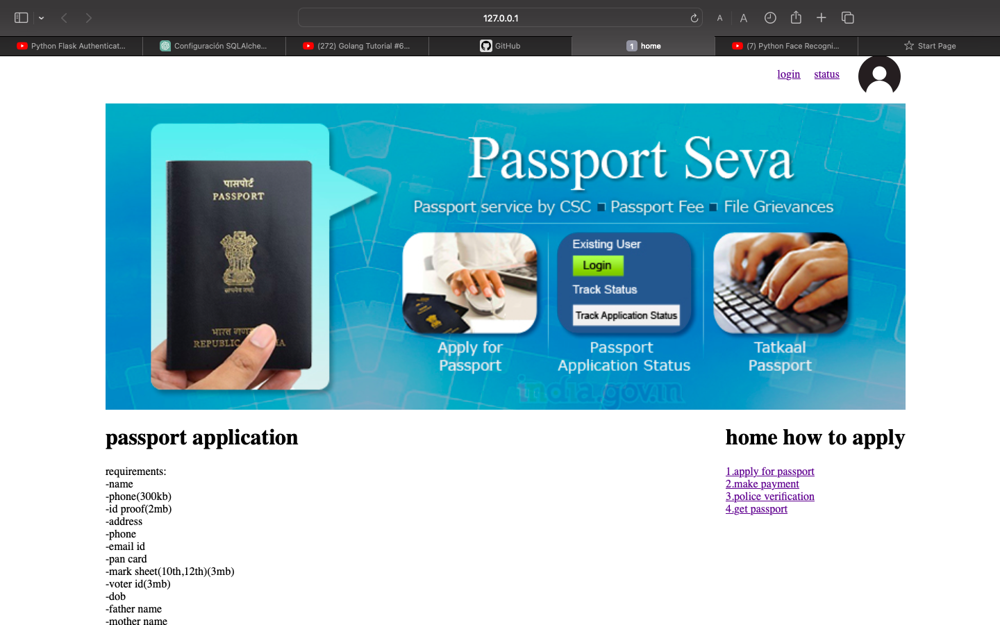 127.0.0.1
A A
Python Flask Authenticat...
Configuración SQLAlche...
(272) Golang Tutorial #6...
GitHub
1 home
(7) Python Face Recogni...
Start Page
login status
पासपोर्ट
PASSPORT
सत्यमेव जयते
भारत गणराज्य
REPUBLIC
Passport Seva
Passport service by CSC ▪ Passport Fee ▪ File Grievances
Existing User
Login
Track Status
Track Application Status
Apply for
Passport
Passport
Application Status
Tatkaal
Passport
india.gov.in
passport application
requirements:
-name
-phone(300kb)
-id proof(2mb)
-address
-phone
-email id
-pan card
-mark sheet(10th,12th)(3mb)
-voter id(3mb)
-dob
-father name
-mother name
home how to apply
1.apply for passport
2.make payment
3.police verification
4.get passport